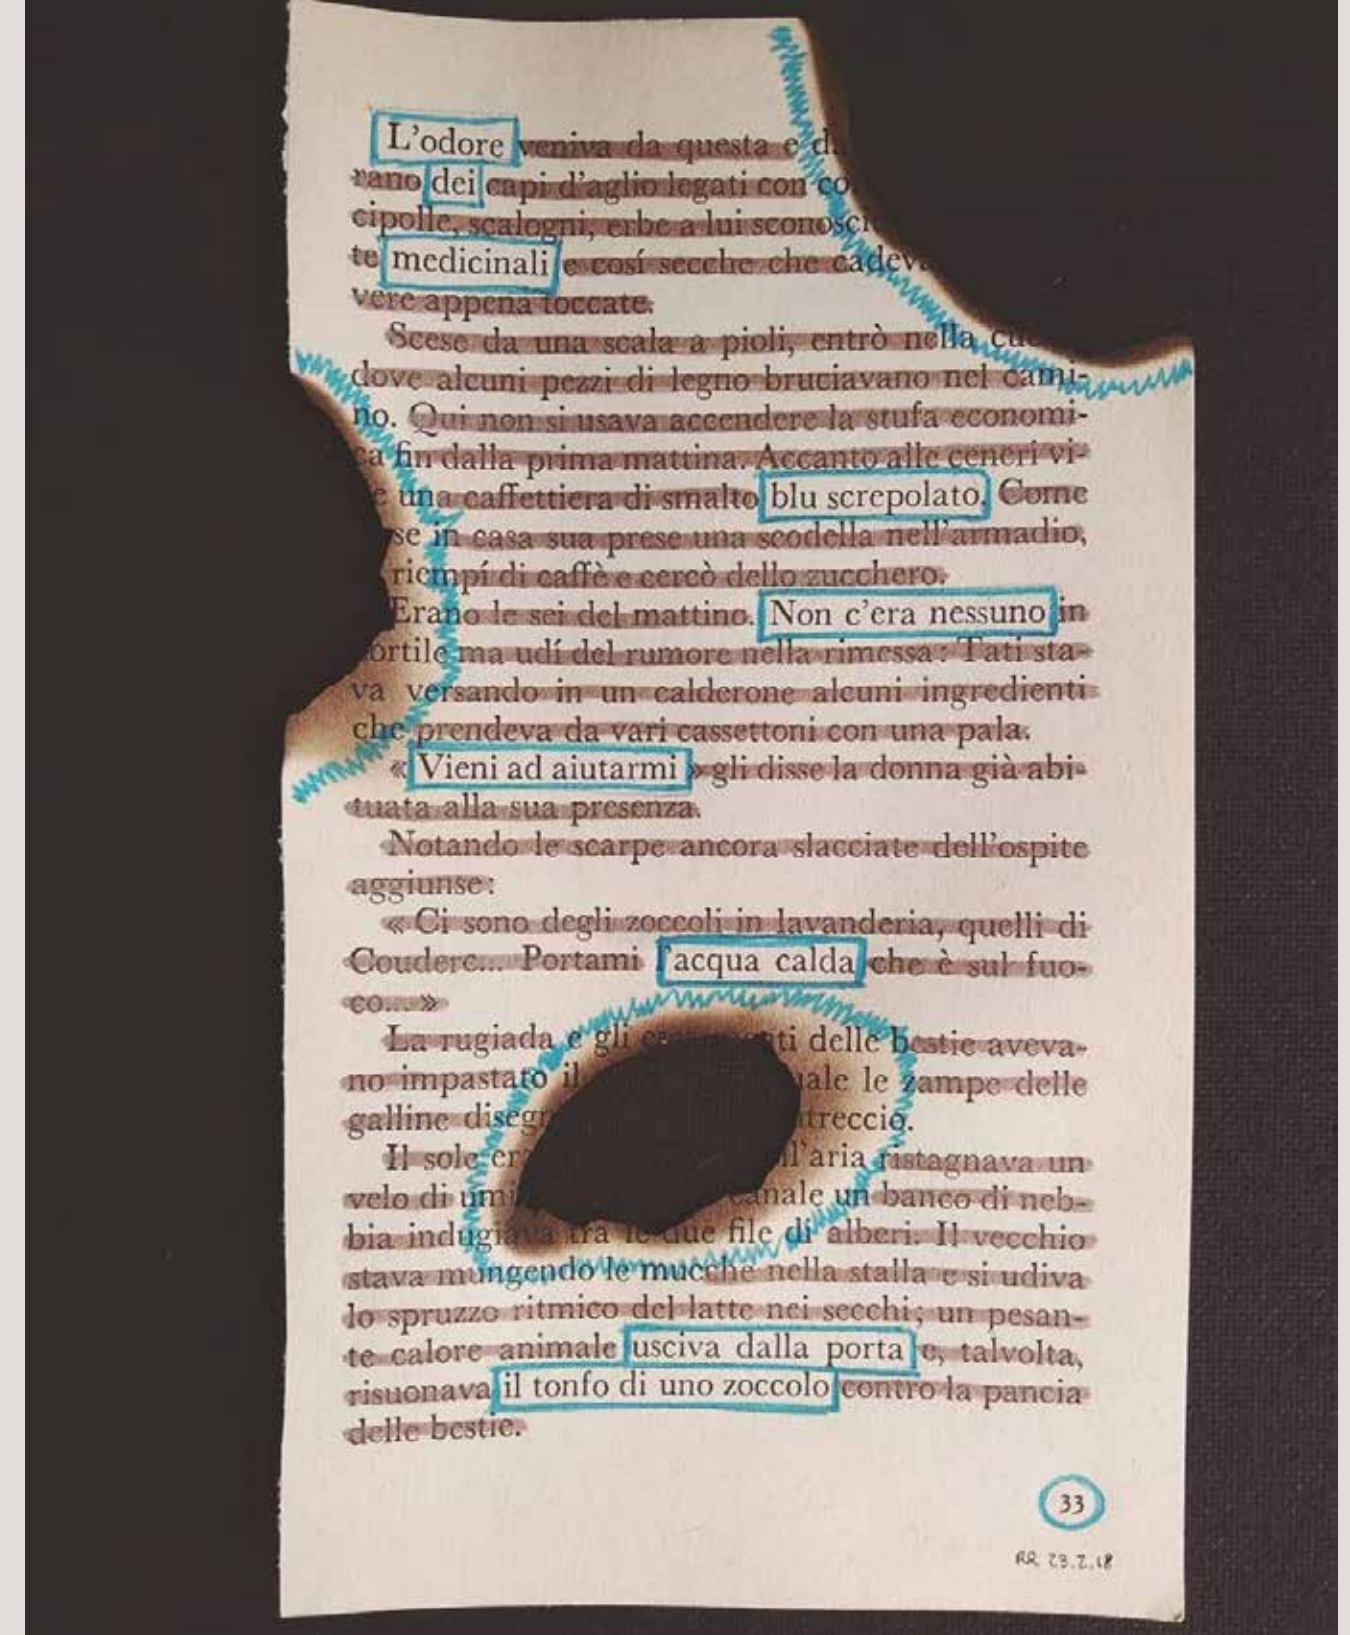 L'odore veniva da questa e
rano dei capi d'aglio legati con
cipolle, scalogni, erbe a lui
te medicinali e cosí secche che
vere appena toccate.
Scese da una scala a pioli, entrò nella
dove alcuni pezzi di legno bruciavano nel cami-
no. Qui non si usava accendere la stufa economi-
ca fin dalla prima mattina. Accanto alle ceneri vi-
una caffettiera di smalto blu screpolato. Come
se in casa sua prese una scodella nell'armadio,
riempí di caffè e cercò dello zucchero.
Erano le sei del mattino. Non c'era nessuno in
ortile ma udí del rumore nella rimessa: Tati sta-
va versando in un calderone alcuni ingredienti
che prendeva da vari cassettoni con una pala.
« Vieni ad aiutarmi » gli disse la donna già abi-
tuata alla sua presenza.
Notando le scarpe ancora slacciate dell'ospite
aggiunse:
« Ci sono degli zoccoli in lavanderia, quelli di
Couderc... Portami l'acqua calda che è sul fuo-
co... »
La rugiada e gli ti delle bestie aveva-
no impastato il ale le zampe delle
galline disegn treccio.
Il sole er ll'aria ristagnava un
velo di umi canale un banco di neb-
bia indugiava tra le due file di alberi. Il vecchio
stava mungendo le mucche nella stalla e si udiva
lo spruzzo ritmico del latte nei secchi; un pesan-
te calore animale usciva dalla porta e, talvolta,
risuonava il tonfo di uno zoccolo contro la pancia
delle bestie.
33
RR 23.2.18